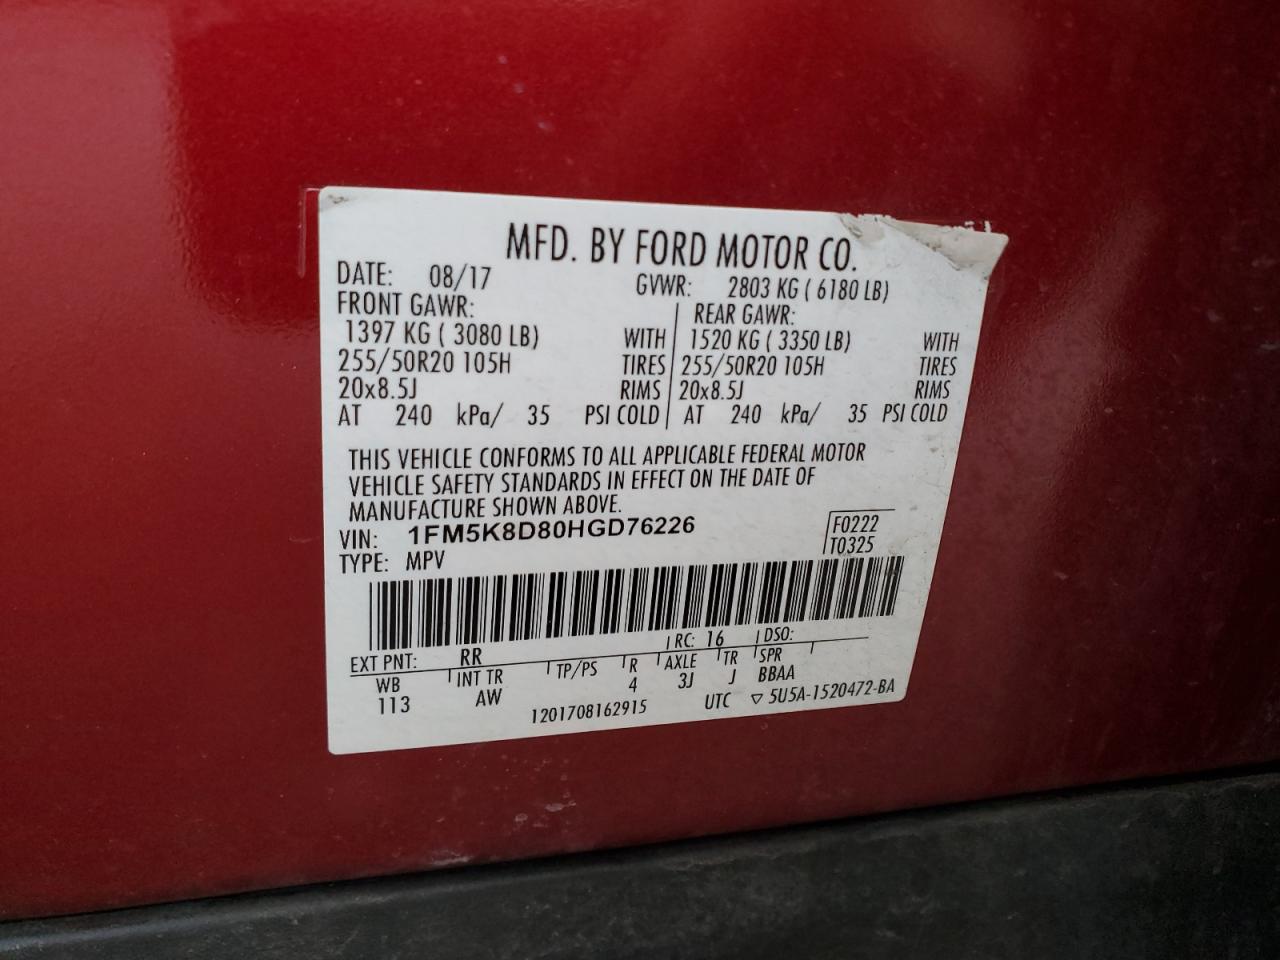 MFD. BY FORD MOTOR CO.
DATE: 08/17 GVWR: 2803 KG ( 6180 LB)
FRONT GAWR: REAR GAWR:
1397 KG ( 3080 LB) WITH 1520 KG ( 3350 LB) WITH
255/50R20 105H TIRES 255/50R20 105H TIRES
20x8.5J RIMS 20x8.5J RIMS
AT 240 kPa/ 35 PSI COLD AT 240 kPa/ 35 PSI COLD
THIS VEHICLE CONFORMS TO ALL APPLICABLE FEDERAL MOTOR
VEHICLE SAFETY STANDARDS IN EFFECT ON THE DATE OF
MANUFACTURE SHOWN ABOVE.
VIN: 1FM5K8D80HGD76226 F0222
TYPE: MPV T0325
EXT PNT: RR RC: 16 DSO:
WB INT TR TP/PS R AXLE TR SPR
113 AW 4 3J J BBAA
1201708162915 UTC ▽ 5U5A-1520472-BA